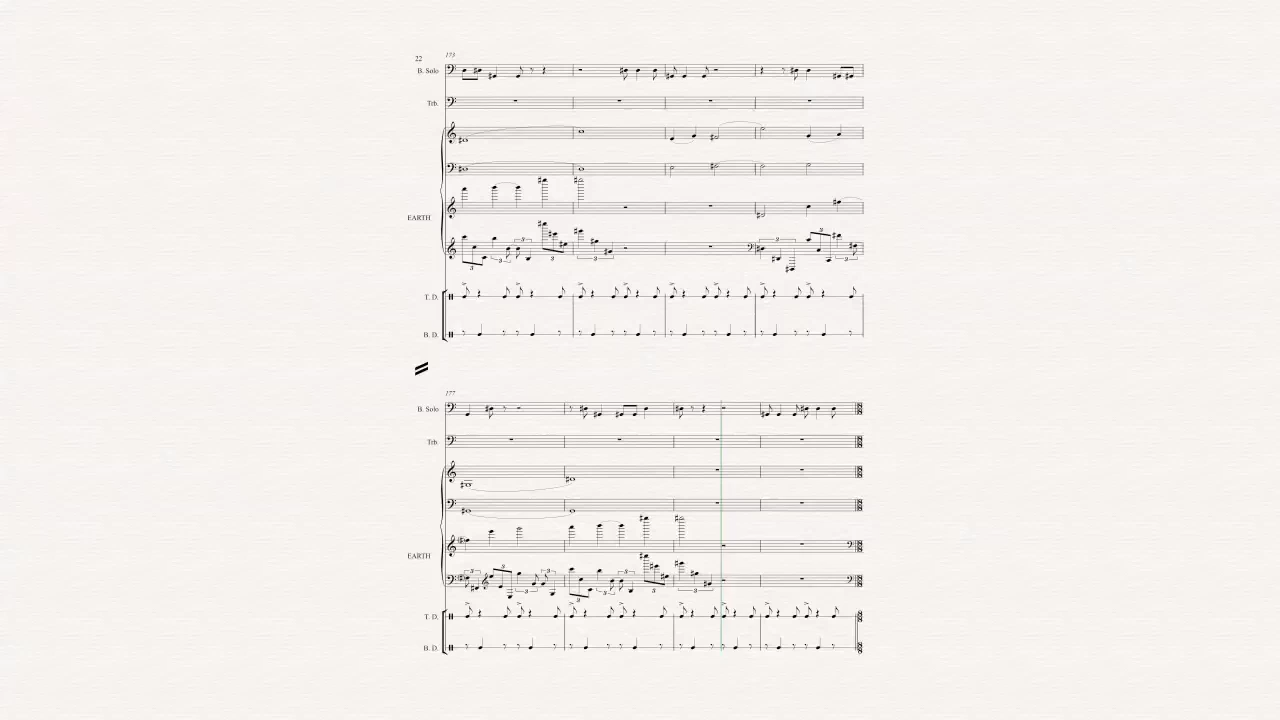 22
173
B. Solo
Trb.
EARTH
T. D.
B. D.
177
B. Solo
Trb.
EARTH
T. D.
B. D.